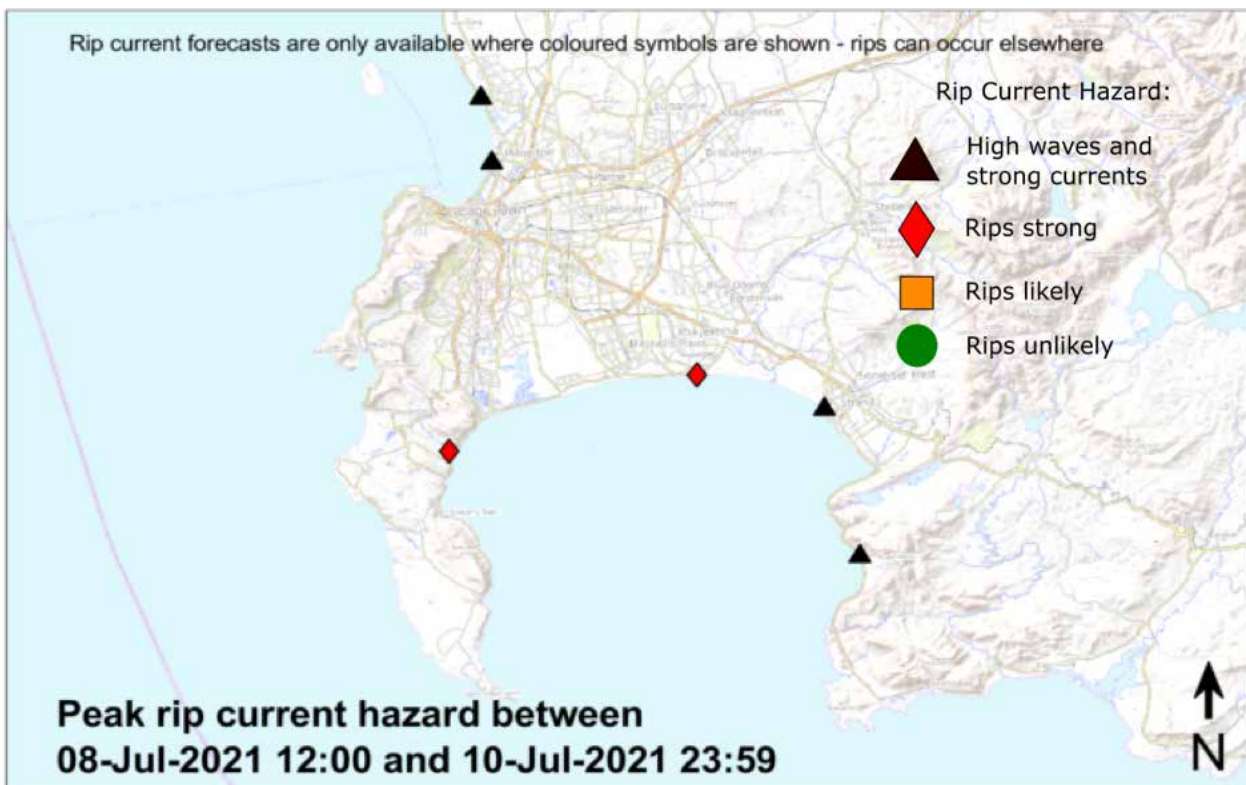 Rip current forecasts are only available where coloured symbols are shown - rips can occur elsewhere
Rip Current Hazard:
High waves and
strong currents
Rips strong
Rips likely
Rips unlikely
Peak rip current hazard between
08-Jul-2021 12:00 and 10-Jul-2021 23:59
N